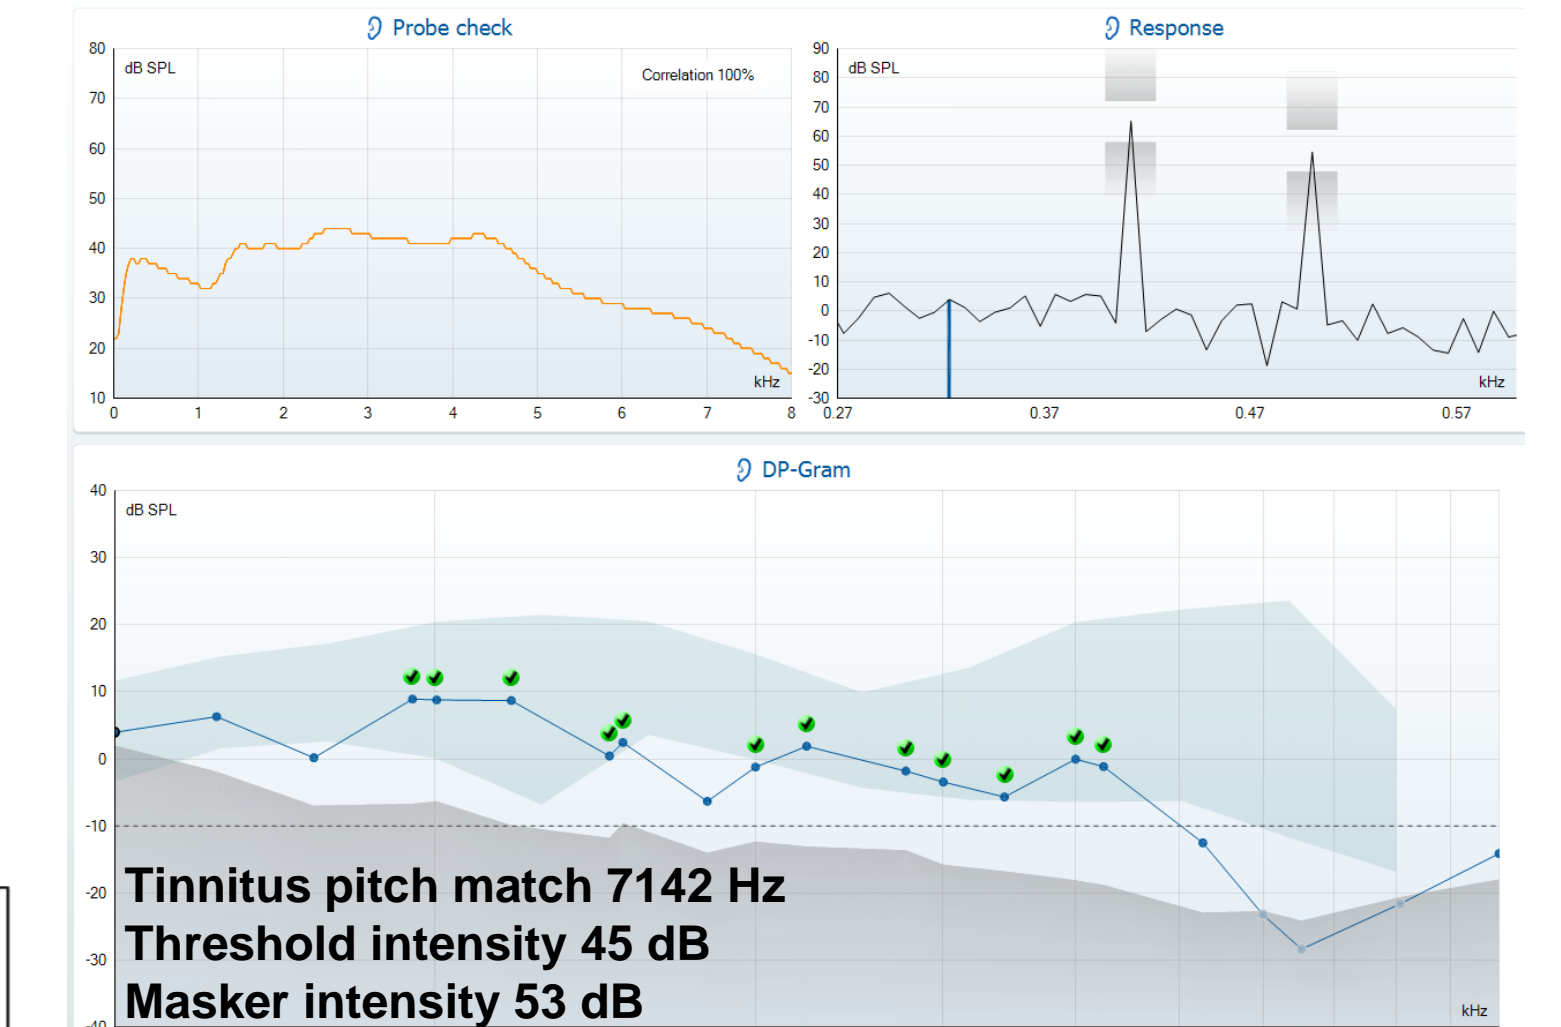 Probe check
80
dB SPL
Correlation 100%
70
60
50
40
30
20
10
kHz
0 1 2 3 4 5 6 7 8
Response
90
dB SPL
80
70
60
50
40
30
20
10
0
-10
-20
-30
kHz
0.27 0.37 0.47 0.57
DP-Gram
40
dB SPL
30
20
10
0
-10
-20
-30
-40
Tinnitus pitch match 7142 Hz
Threshold intensity 45 dB
Masker intensity 53 dB
kHz